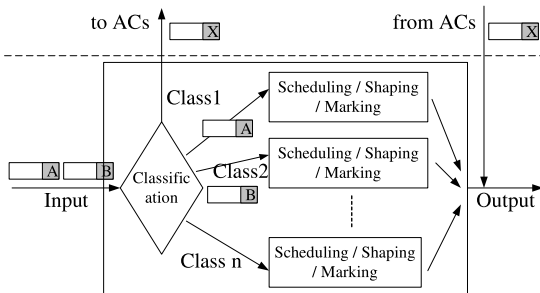 to ACs
X
from ACs
X
Class1
Scheduling / Shaping
/ Marking
A
A
B
Classific
ation
Class2
Scheduling / Shaping
/ Marking
B
Input
Output
Class n
Scheduling / Shaping
/ Marking